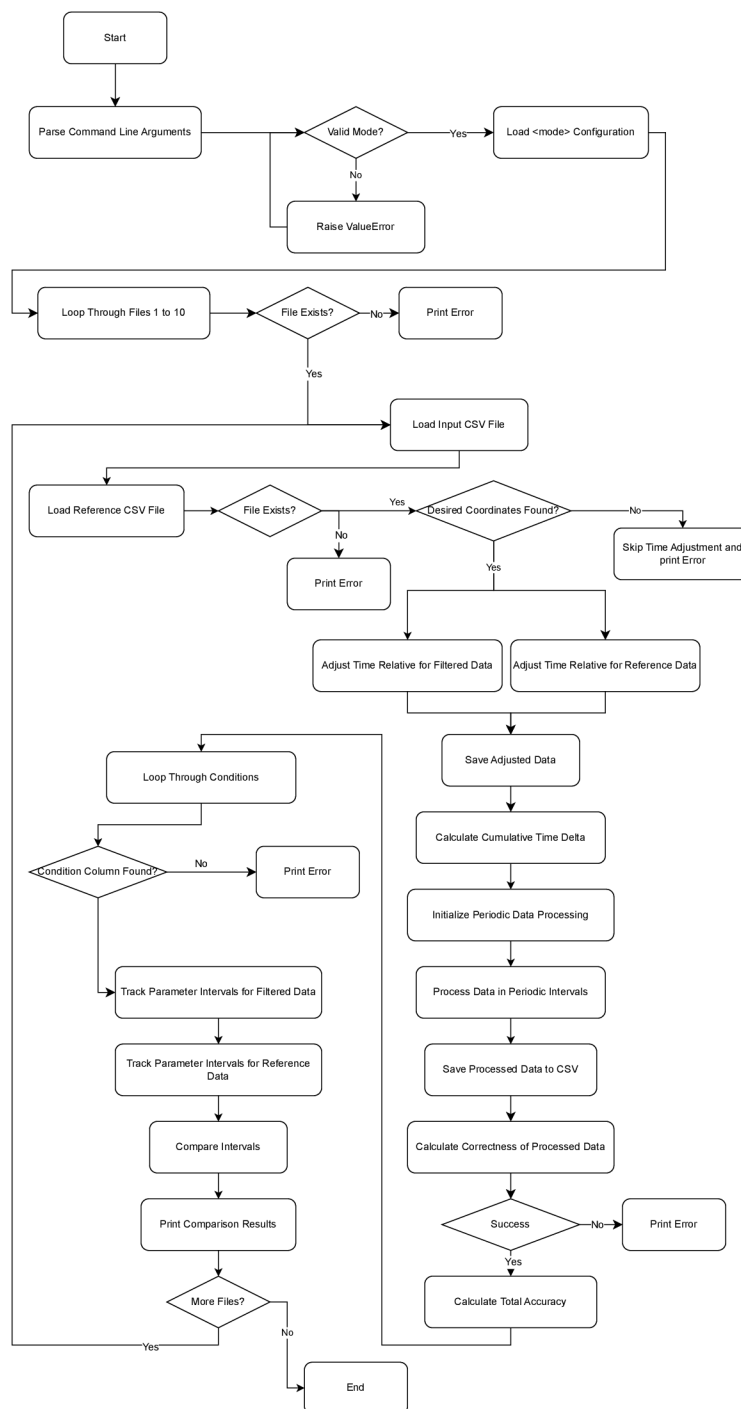 Start
Parse Command Line Arguments
Valid Mode?
Yes
Load <mode> Configuration
No
Raise ValueError
Loop Through Files 1 to 10
File Exists?
No
Print Error
Yes
Load Input CSV File
Load Reference CSV File
File Exists?
Yes
Desired Coordinates Found?
No
No
Skip Time Adjustment and
print Error
Print Error
Yes
Adjust Time Relative for Filtered Data
Adjust Time Relative for Reference Data
Save Adjusted Data
Loop Through Conditions
Calculate Cumulative Time Delta
Condition Column Found?
No
Print Error
Initialize Periodic Data Processing
Track Parameter Intervals for Filtered Data
Process Data in Periodic Intervals
Track Parameter Intervals for Reference
Data
Save Processed Data to CSV
Compare Intervals
Calculate Correctness of Processed Data
Print Comparison Results
Success
No
Print Error
Yes
More Files?
Calculate Total Accuracy
No
Yes
End